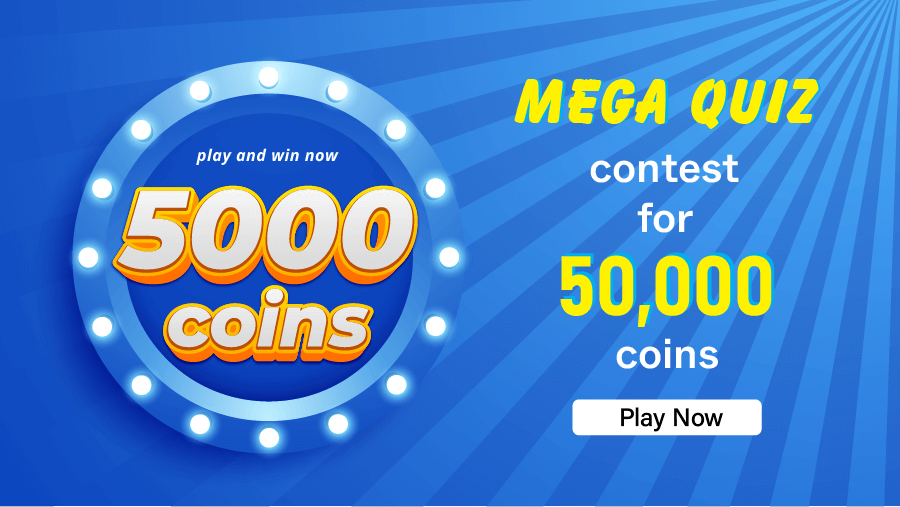 play and win now
5000
coins
MEGA QUIZ
contest
for
50,000
coins
Play Now